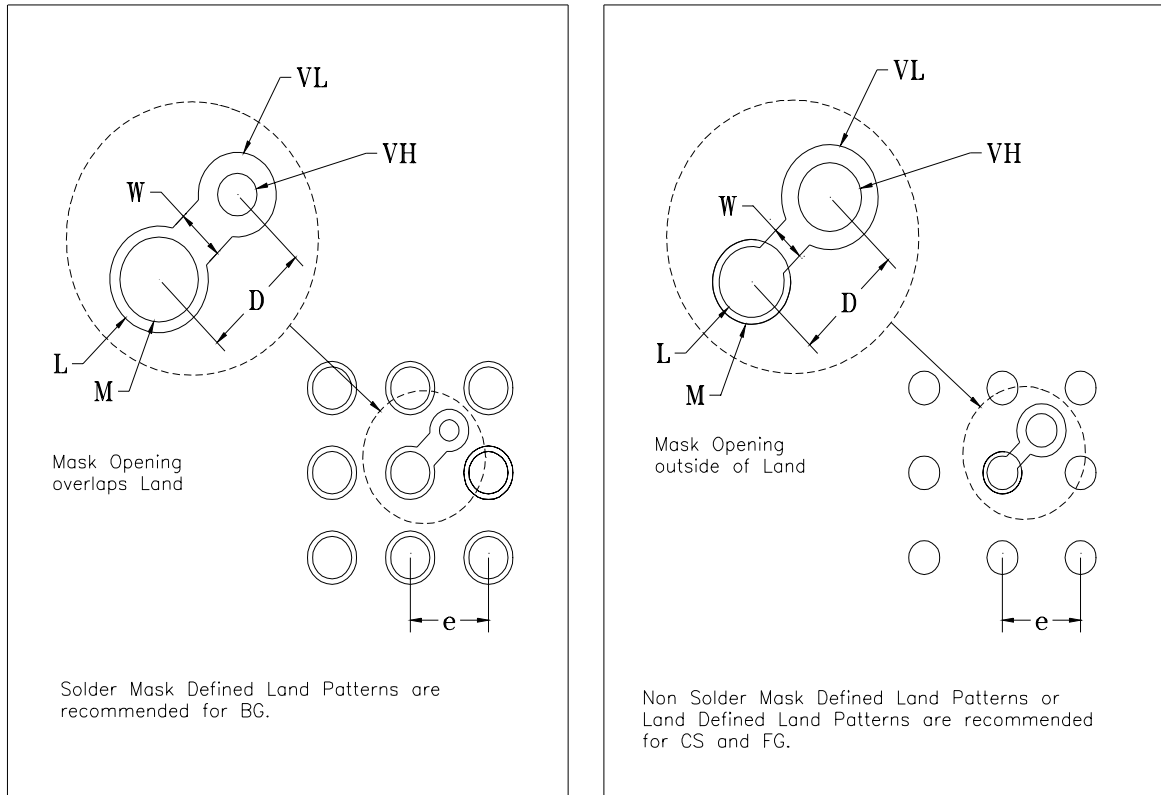 VL
VH
W
D
L
M
Mask Opening
overlaps Land
e
Solder Mask Defined Land Patterns are
recommended for BG.
VL
VH
W
D
L
M
Mask Opening
outside of Land
e
Non Solder Mask Defined Land Patterns or
Land Defined Land Patterns are recommended
for CS and FG.